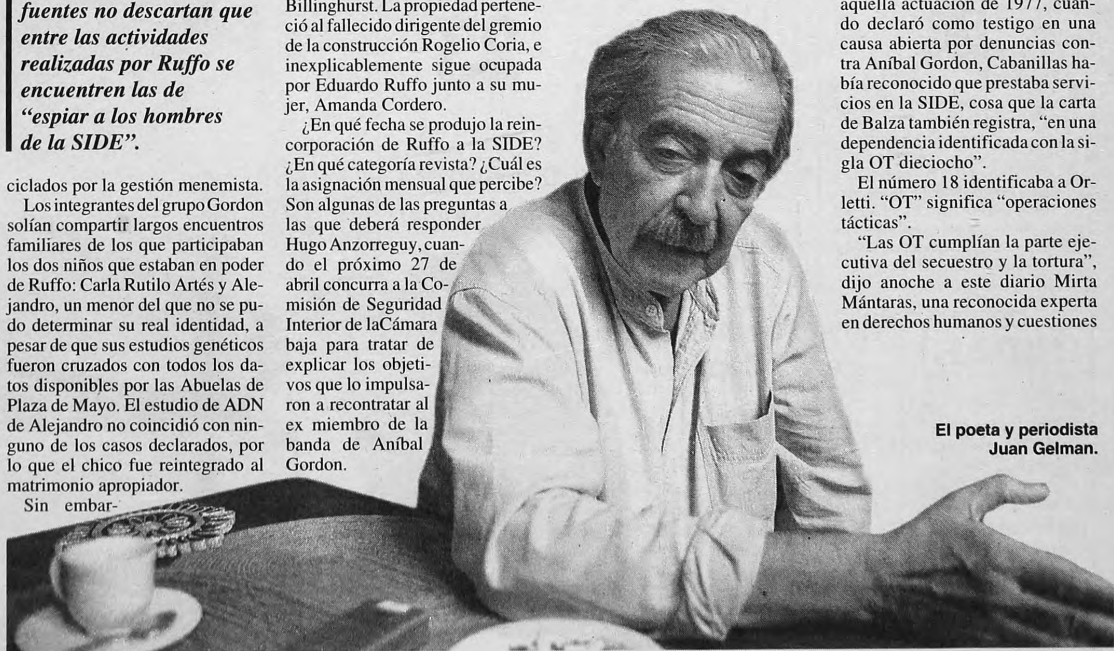 fuentes no descartan que
entre las actividades
realizadas por Ruffo se
encuentren las de
“espiar a los hombres
de la SIDE”.
ciclados por la gestión menemista.
Los integrantes del grupo Gordon
solían compartir largos encuentros
familiares de los que participaban
los dos niños que estaban en poder
de Ruffo: Carla Rutilo Artés y Ale-
jandro, un menor del que no se pu-
do determinar su real identidad, a
pesar de que sus estudios genéticos
fueron cruzados con todos los da-
tos disponibles por las Abuelas de
Plaza de Mayo. El estudio de ADN
de Alejandro no coincidió con nin-
guno de los casos declarados, por
lo que el chico fue reintegrado al
matrimonio apropiador.
Sin embar-
Billinghurst. La propiedad pertene-
ció al fallecido dirigente del gremio
de la construcción Rogelio Coria, e
inexplicablemente sigue ocupada
por Eduardo Ruffo junto a su mu-
jer, Amanda Cordero.
¿En qué fecha se produjo la rein-
corporación de Ruffo a la SIDE?
¿En qué categoría revista? ¿Cuál es
la asignación mensual que percibe?
Son algunas de las preguntas a
las que deberá responder
Hugo Anzorreguy, cuan-
do el próximo 27 de
abril concurra a la Co-
misión de Seguridad
Interior de laCámara
baja para tratar de
explicar los objeti-
vos que lo impulsa-
ron a recontratar al
ex miembro de la
banda de Aníbal
Gordon.
aquella actuación de 1977, cuan-
do declaró como testigo en una
causa abierta por denuncias con-
tra Aníbal Gordon, Cabanillas ha-
bía reconocido que prestaba servi-
cios en la SIDE, cosa que la carta
de Balza también registra, “en una
dependencia identificada con la si-
gla OT dieciocho”.
El número 18 identificaba a Or-
letti. “OT” significa “operaciones
tácticas”.
“Las OT cumplían la parte eje-
cutiva del secuestro y la tortura”,
dijo anoche a este diario Mirta
Mántaras, una reconocida experta
en derechos humanos y cuestiones
El poeta y periodista
Juan Gelman.